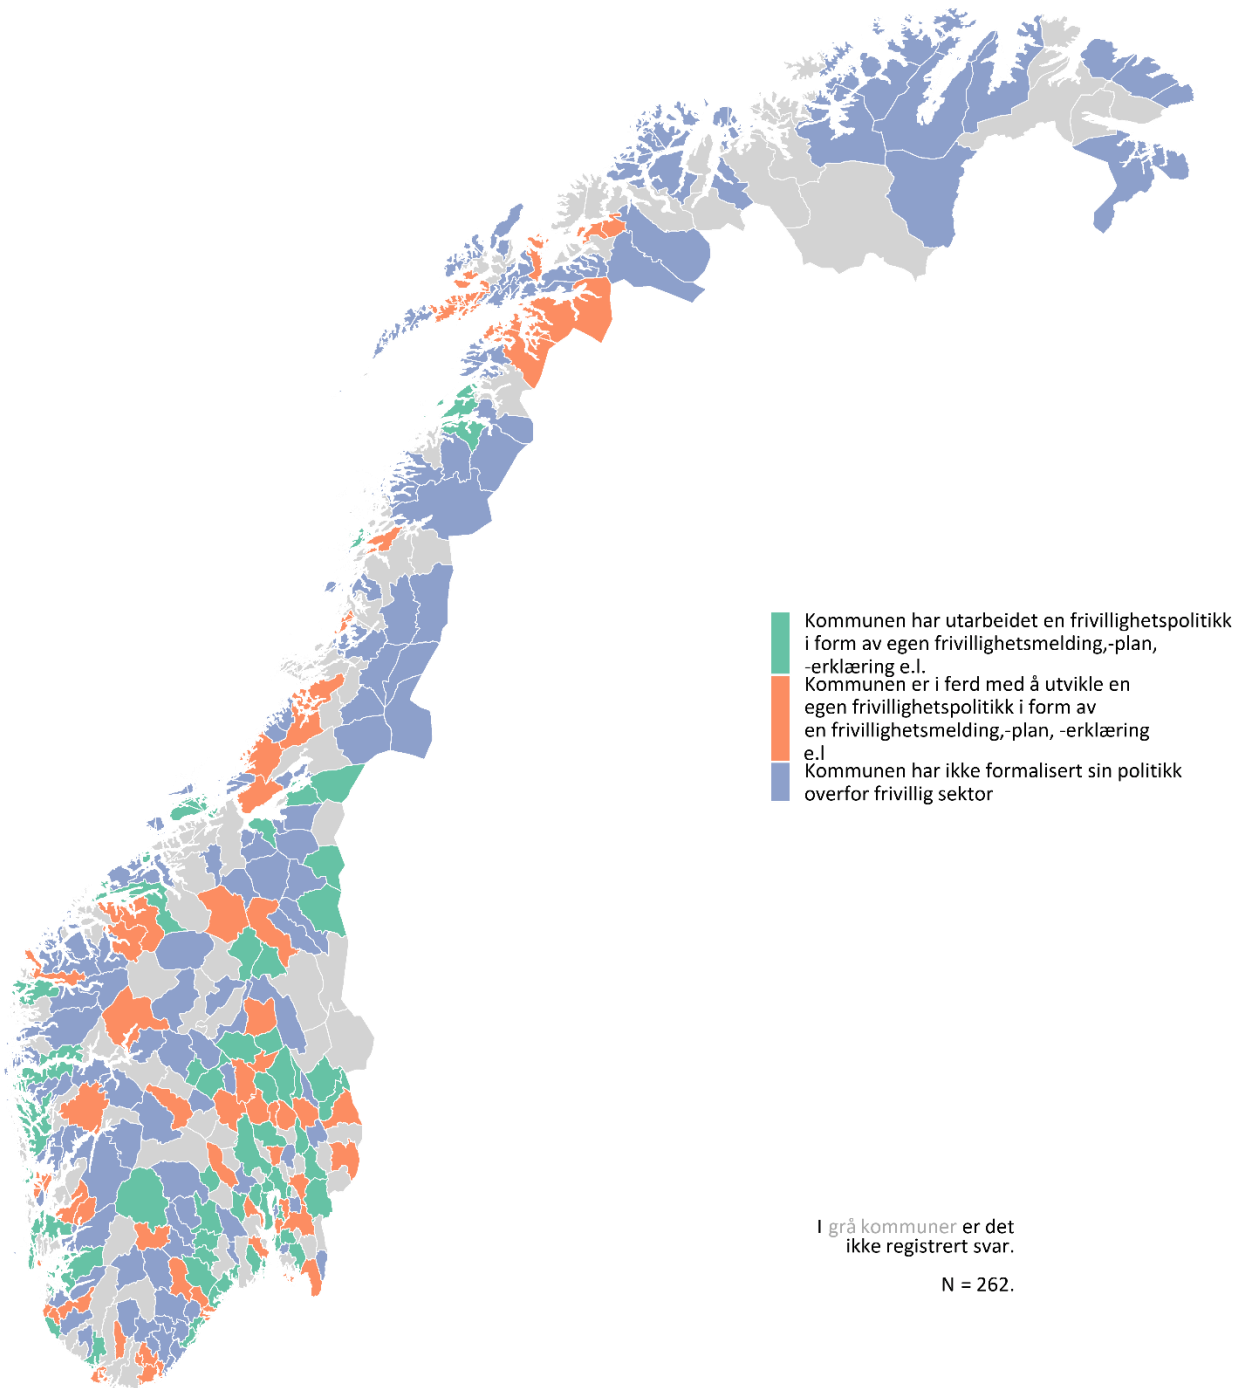 Kommunen har utarbeidet en frivillighetspolitikk
i form av egen frivillighetsmelding,-plan,
-erklæring e.l.
Kommunen er i ferd med å utvikle en
egen frivillighetspolitikk i form av
en frivillighetsmelding,-plan, -erklæring
e.l
Kommunen har ikke formalisert sin politikk
overfor frivillig sektor
I grå kommuner er det
ikke registrert svar.
N = 262.